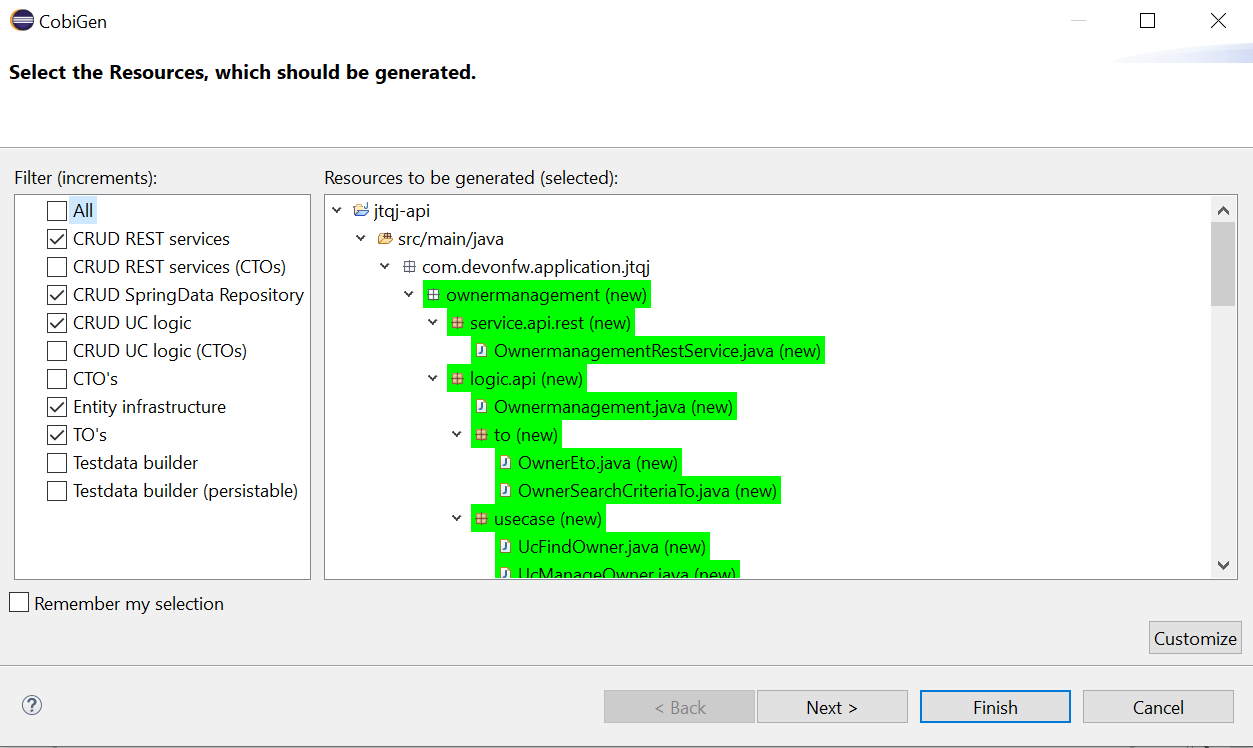 CobiGen
Select the Resources, which should be generated.
Filter (increments):
All
CRUD REST services
CRUD REST services (CTOs)
CRUD SpringData Repository
CRUD UC logic
CRUD UC logic (CTOs)
CTO's
Entity infrastructure
TO's
Testdata builder
Testdata builder (persistable)
Resources to be generated (selected):
jtqj-api
src/main/java
com.devonfw.application.jtqj
ownermanagement (new)
service.api.rest (new)
OwnermanagementRestService.java (new)
logic.api (new)
Ownermanagement.java (new)
to (new)
OwnerEto.java (new)
OwnerSearchCriteriaTo.java (new)
usecase (new)
UcFindOwner.java (new)
UcManageOwner.java (new)
Remember my selection
Customize
?
< Back
Next >
Finish
Cancel